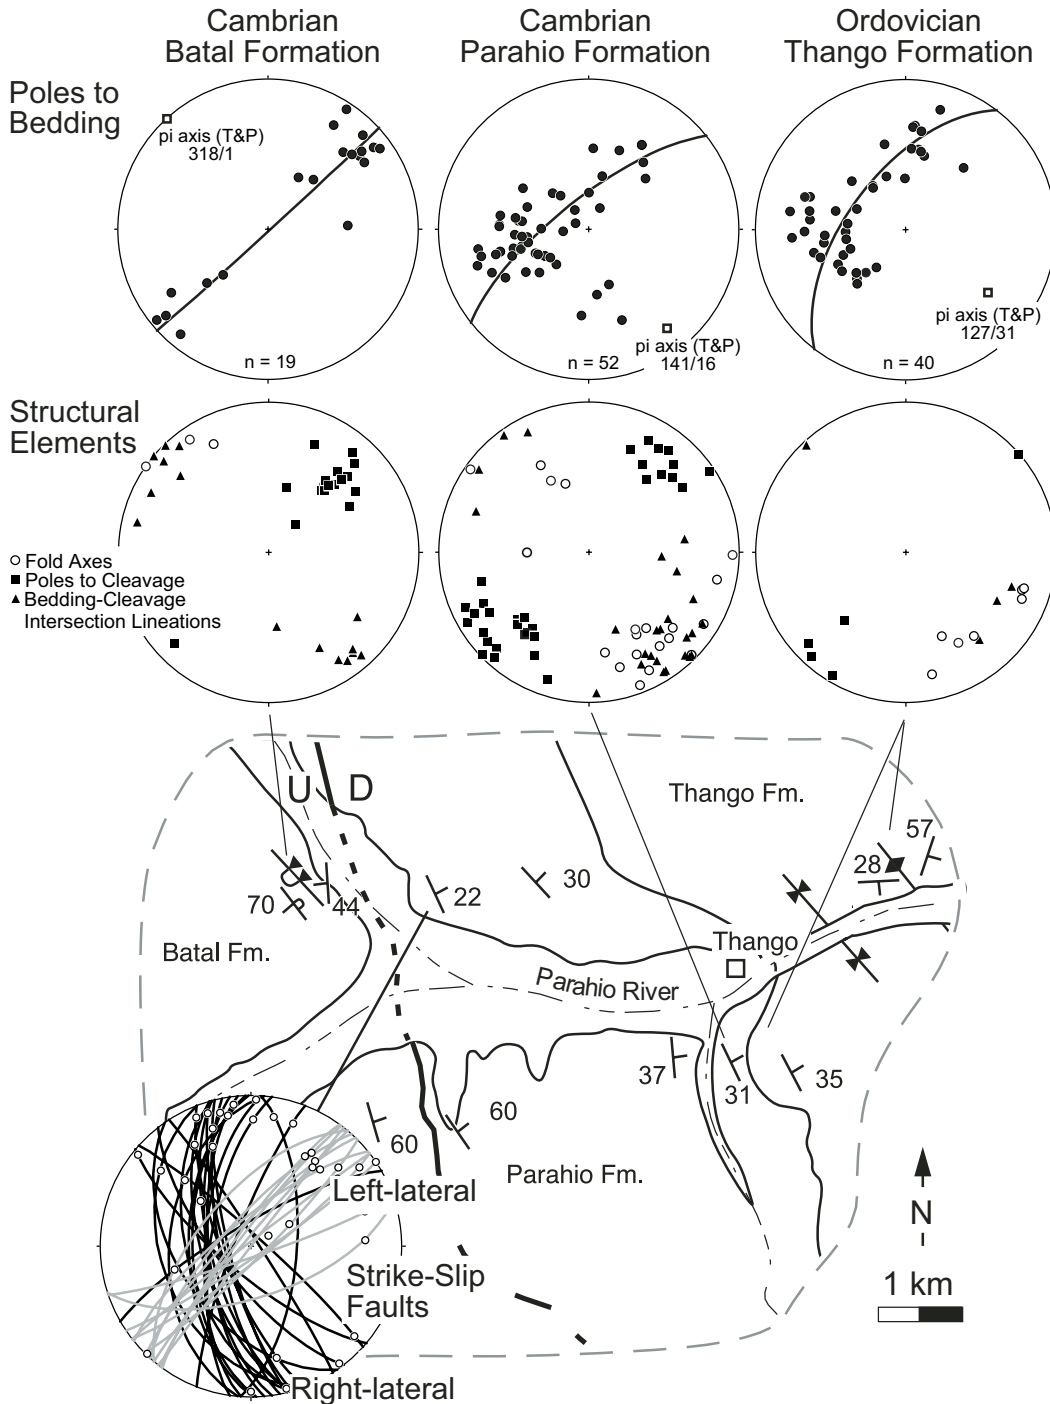 Cambrian
Batal Formation
Cambrian
Parahio Formation
Ordovician
Thango Formation
Poles to
Bedding
pi axis (T&P)
318/1
n = 19
n = 52
pi axis (T&P)
141/16
pi axis (T&P)
127/31
n = 40
Structural
Elements
Fold Axes
Poles to Cleavage
Bedding-Cleavage
Intersection Lineations
U D
Thango Fm.
57
28
30
22
44
70
Batal Fm.
Thango
Parahio River
37
31
35
60
60
Parahio Fm.
Left-lateral
N
Strike-Slip
Faults
1 km
Right-lateral